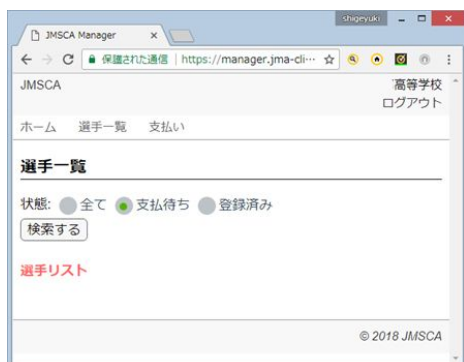 shigeyuki
JMSCA Manager
保護された通信 | https://manager.jma-cli…
JMSCA
高等学校
ログアウト
ホーム 選手一覧 支払い
選手一覧
状態: 全て 支払待ち 登録済み
検索する
選手リスト
© 2018 JMSCA